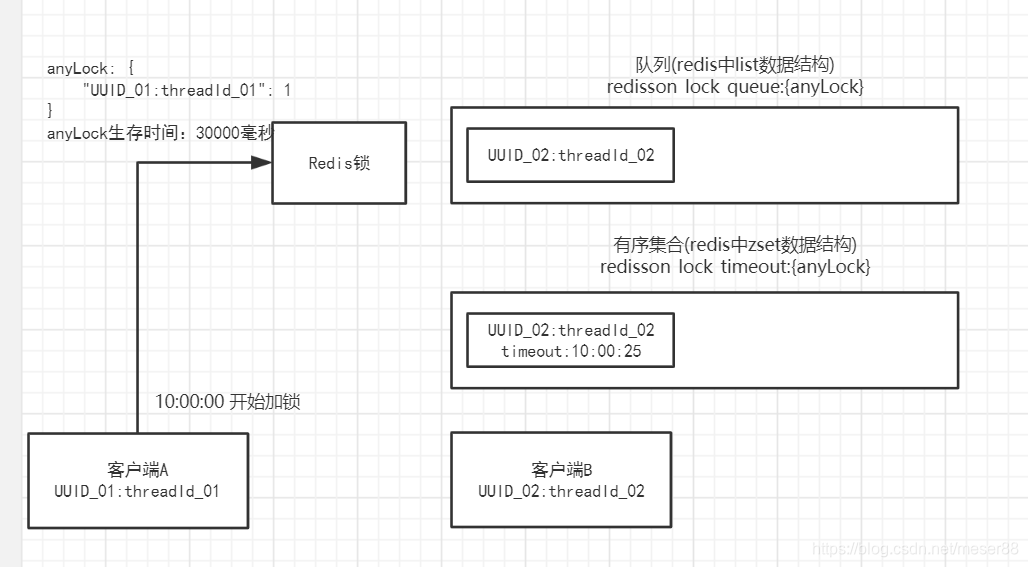 anyLock: {
"UUID_01:threadId_01": 1
}
anyLock生存时间：30000毫秒
Redis锁
队列(redis中list数据结构)
redisson lock queue:{anyLock}
UUID_02:threadId_02
有序集合(redis中zset数据结构)
redisson lock timeout:{anyLock}
UUID_02:threadId_02
timeout:10:00:25
10:00:00 开始加锁
客户端A
UUID_01:threadId_01
客户端B
UUID_02:threadId_02
https://blog.csdn.net/meser88